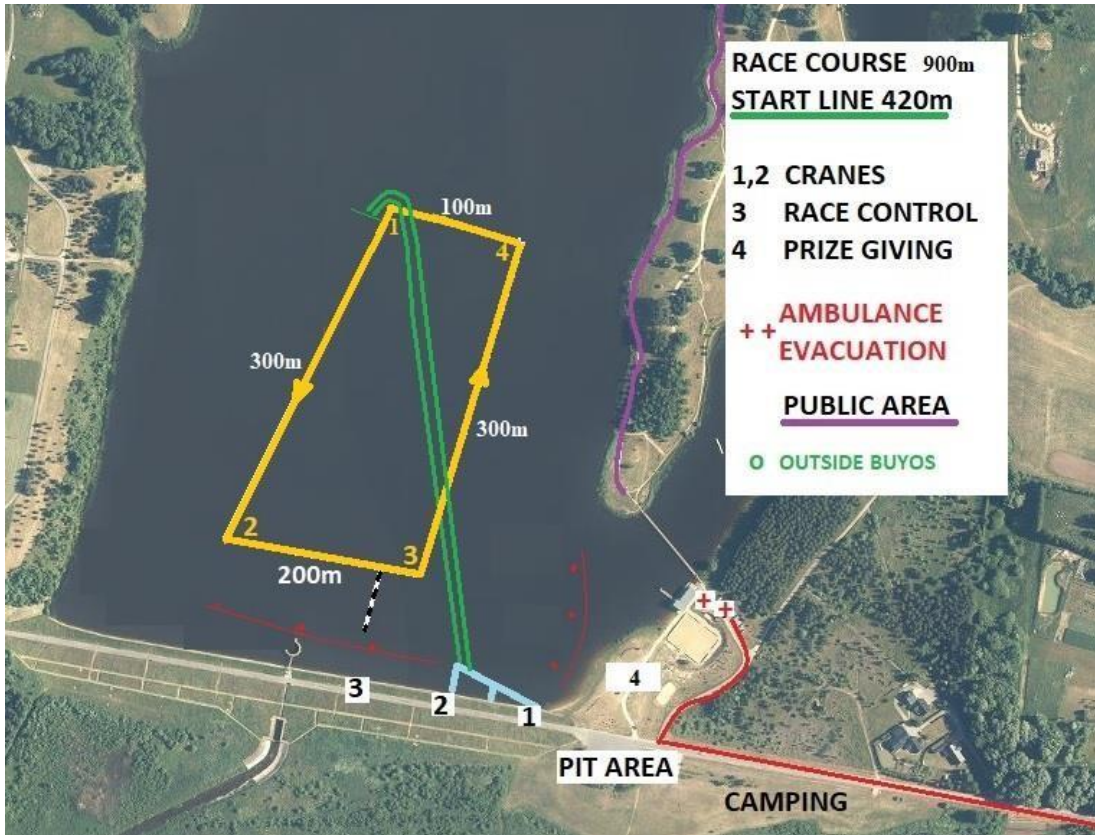 RACE COURSE 900m
START LINE 420m
1,2 CRANES
3 RACE CONTROL
4 PRIZE GIVING
+ + AMBULANCE
EVACUATION
PUBLIC AREA
o OUTSIDE BUYOS
100m
1
4
300m
300m
2
3
200m
+ +
4
3
2
1
PIT AREA
CAMPING